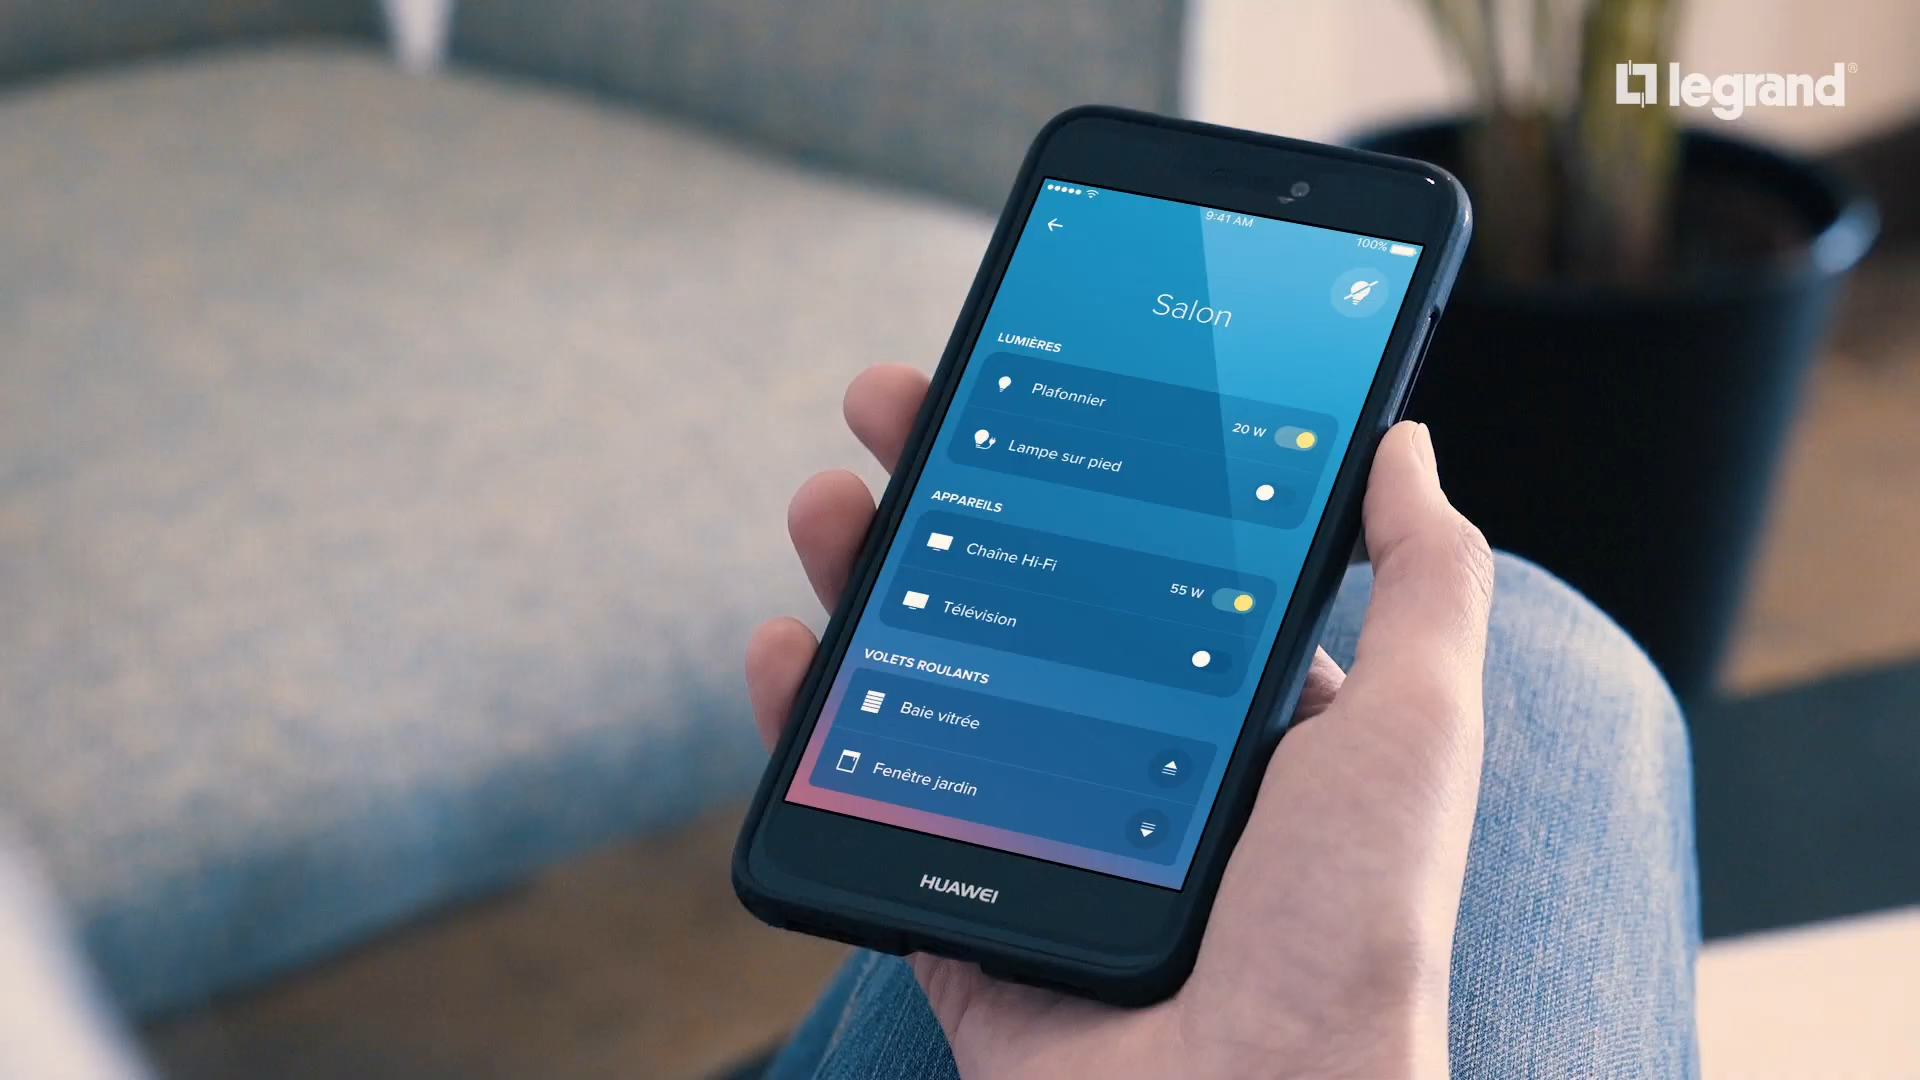 legrand®
9:41 AM
100%
Salon
LUMIÈRES
Plafonnier
20 W
Lampe sur pied
APPAREILS
Chaîne Hi-Fi
55 W
Télévision
VOLETS ROULANTS
Baie vitrée
Fenêtre jardin
HUAWEI